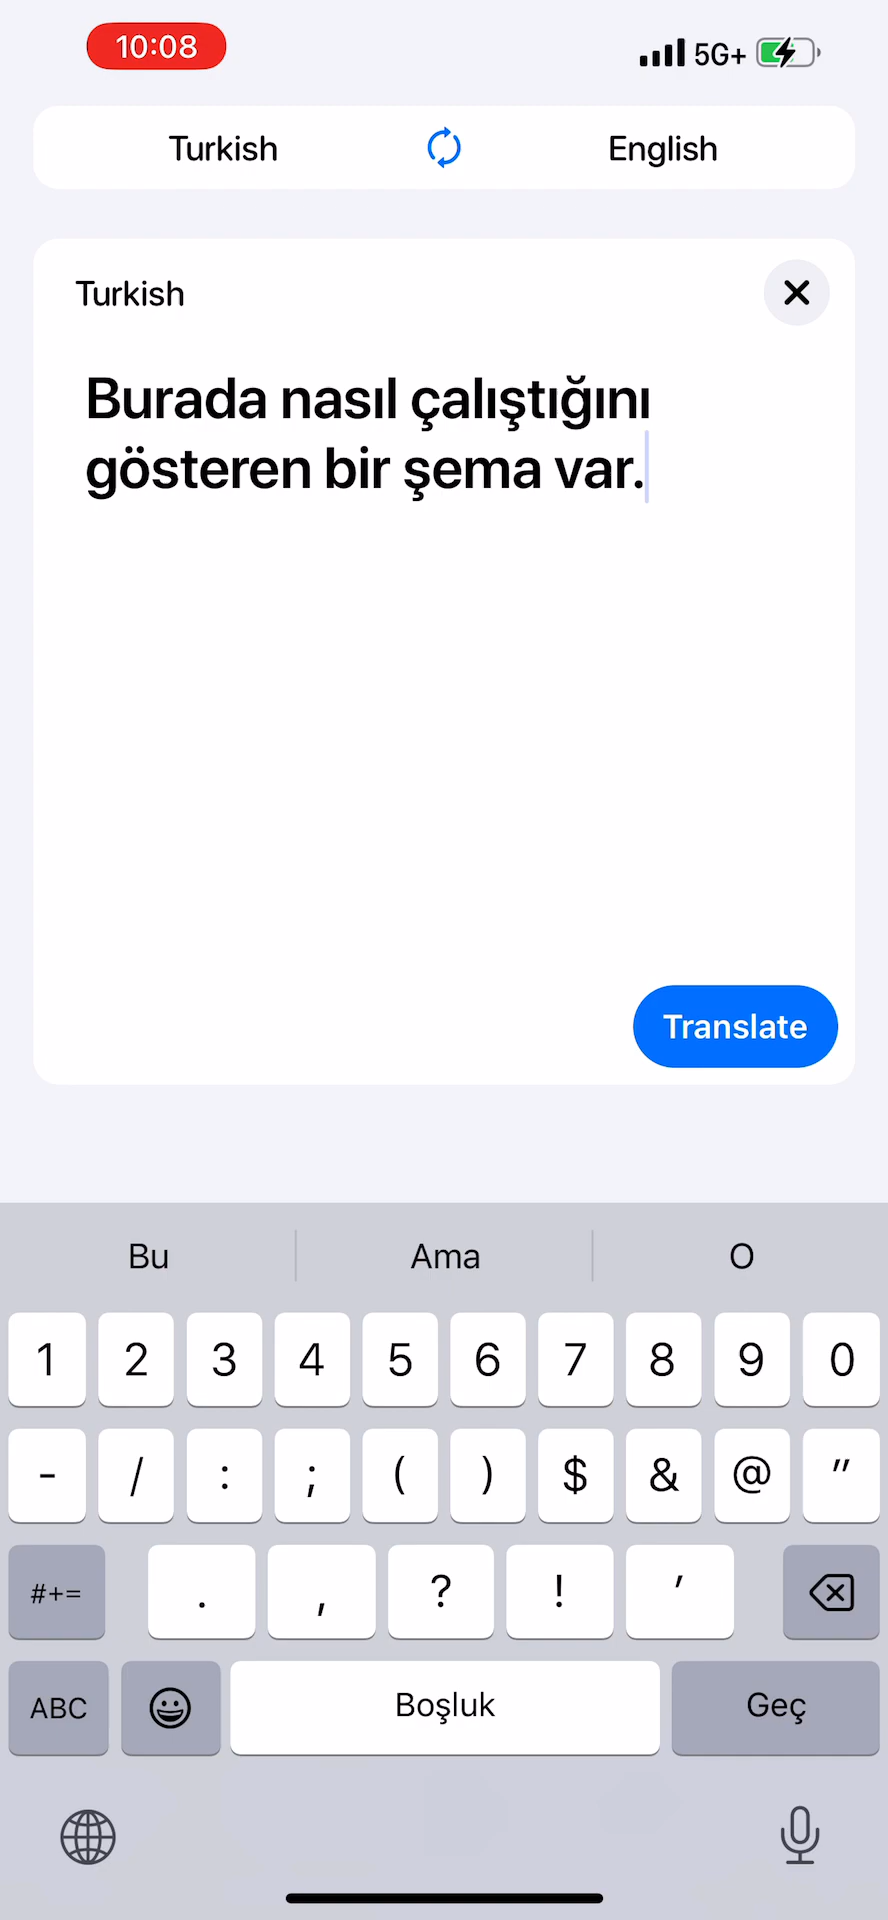 10:08
5G+
Turkish English
Turkish
Burada nasıl çalıştığını
gösteren bir şema var.
Translate
Bu Ama O
1 2 3 4 5 6 7 8 9 0
- / : ; ( ) $ & @ "
#+= . , ? ! '
ABC Boşluk Geç